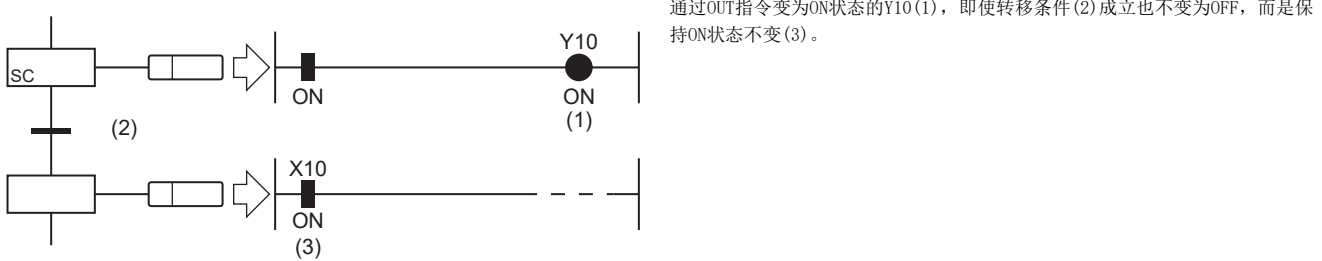 通过OUT指令变为ON状态的Y10(1)，即使转移条件(2)成立也不变为OFF，而是保
持ON状态不变(3)。
Y10
SC
ON
ON
(1)
(2)
X10
ON
(3)